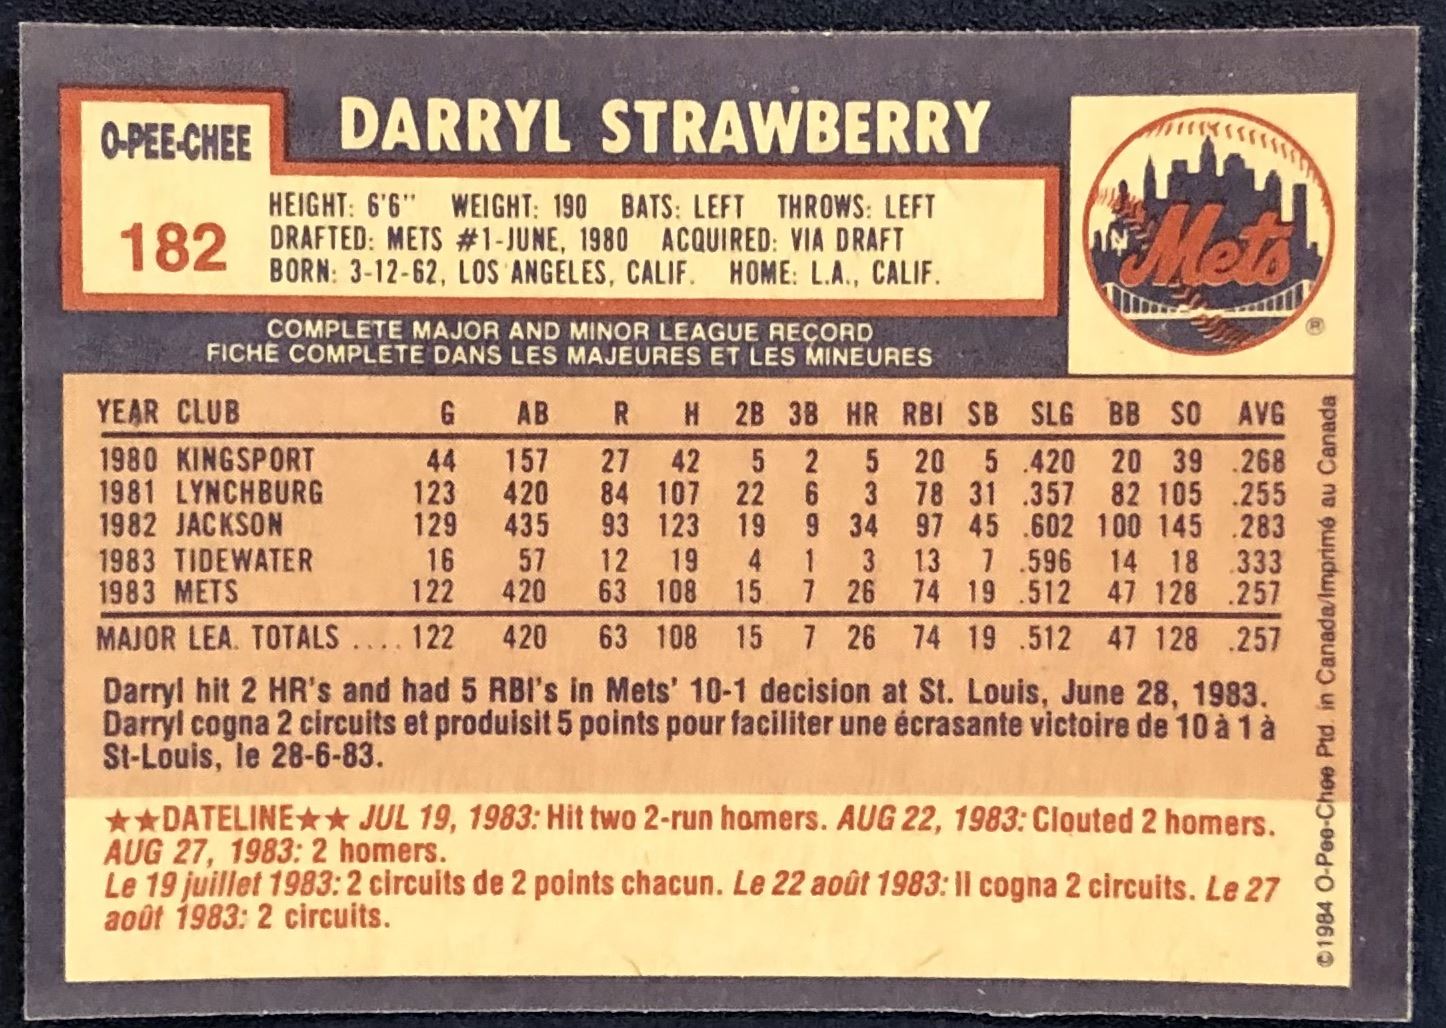 O-PEE-CHEE
182
DARRYL STRAWBERRY
HEIGHT: 6'6" WEIGHT: 190 BATS: LEFT THROWS: LEFT
DRAFTED: METS #1-JUNE, 1980 ACQUIRED: VIA DRAFT
BORN: 3-12-62, LOS ANGELES, CALIF. HOME: L.A., CALIF.
NY
Mets
®
COMPLETE MAJOR AND MINOR LEAGUE RECORD
FICHE COMPLETE DANS LES MAJEURES ET LES MINEURES
YEAR CLUB G AB R H 2B 3B HR RBI SB SLG BB SO AVG
1980 KINGSPORT 44 157 27 42 5 2 5 20 5 .420 20 39 .268
1981 LYNCHBURG 123 420 84 107 22 6 3 78 31 .357 82 105 .255
1982 JACKSON 129 435 93 123 19 9 34 97 45 .602 100 145 .283
1983 TIDEWATER 16 57 12 19 4 1 3 13 7 .596 14 18 .333
1983 METS 122 420 63 108 15 7 26 74 19 .512 47 128 .257
MAJOR LEA. TOTALS .... 122 420 63 108 15 7 26 74 19 .512 47 128 .257
Darryl hit 2 HR's and had 5 RBI's in Mets' 10-1 decision at St. Louis, June 28, 1983.
Darryl cogna 2 circuits et produisit 5 points pour faciliter une écrasante victoire de 10 à 1 à
St-Louis, le 28-6-83.
★★DATELINE★★ JUL 19, 1983: Hit two 2-run homers. AUG 22, 1983: Clouted 2 homers.
AUG 27, 1983: 2 homers.
Le 19 juillet 1983: 2 circuits de 2 points chacun. Le 22 août 1983: Il cogna 2 circuits. Le 27
août 1983: 2 circuits.
©1984 O-Pee-Chee Ptd. in Canada/Imprimé au Canada